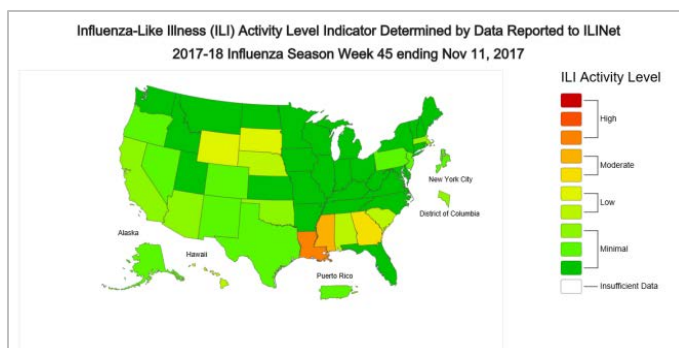 Influenza-Like Illness (ILI) Activity Level Indicator Determined by Data Reported to ILINet
2017-18 Influenza Season Week 45 ending Nov 11, 2017
ILI Activity Level
High
Moderate
Low
Minimal
Insufficient Data
New York City
District of Columbia
Alaska
Hawaii
Puerto Rico